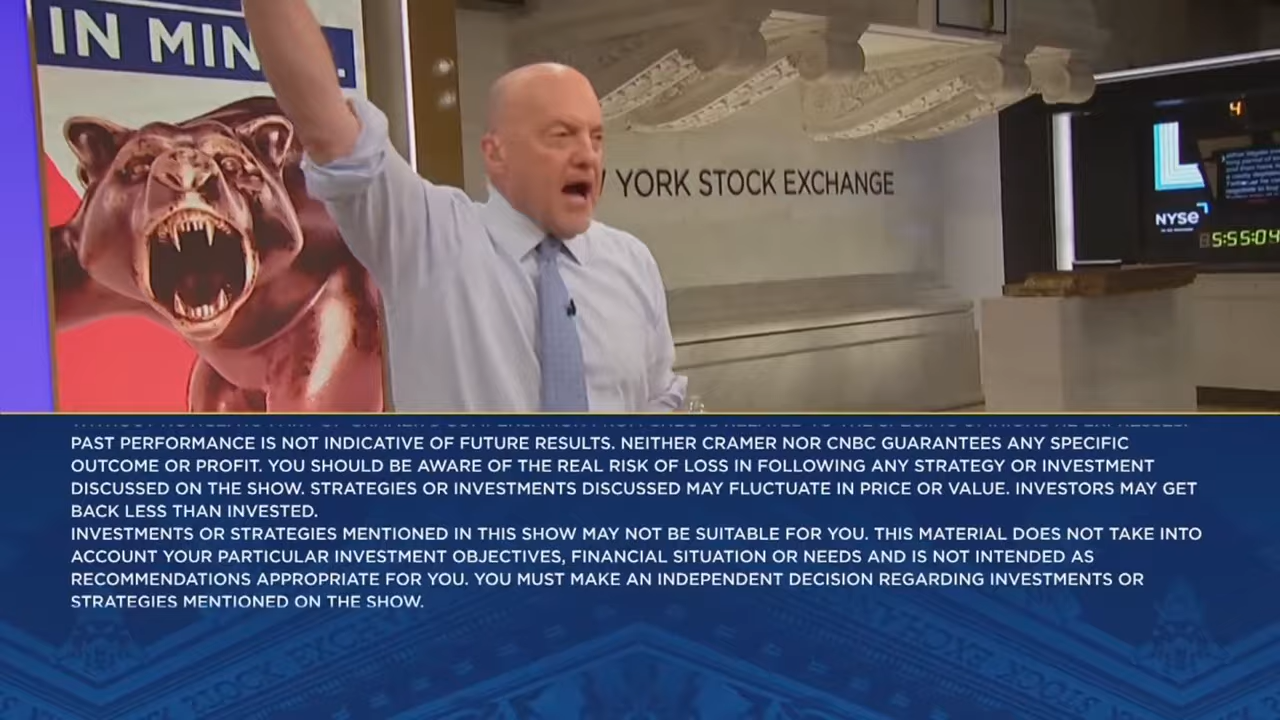 IN MIN
YORK STOCK EXCHANGE
4
NYSE
5:55:04
PAST PERFORMANCE IS NOT INDICATIVE OF FUTURE RESULTS. NEITHER CRAMER NOR CNBC GUARANTEES ANY SPECIFIC
OUTCOME OR PROFIT. YOU SHOULD BE AWARE OF THE REAL RISK OF LOSS IN FOLLOWING ANY STRATEGY OR INVESTMENT
DISCUSSED ON THE SHOW. STRATEGIES OR INVESTMENTS DISCUSSED MAY FLUCTUATE IN PRICE OR VALUE. INVESTORS MAY GET
BACK LESS THAN INVESTED.
INVESTMENTS OR STRATEGIES MENTIONED IN THIS SHOW MAY NOT BE SUITABLE FOR YOU. THIS MATERIAL DOES NOT TAKE INTO
ACCOUNT YOUR PARTICULAR INVESTMENT OBJECTIVES, FINANCIAL SITUATION OR NEEDS AND IS NOT INTENDED AS
RECOMMENDATIONS APPROPRIATE FOR YOU. YOU MUST MAKE AN INDEPENDENT DECISION REGARDING INVESTMENTS OR
STRATEGIES MENTIONED ON THE SHOW.